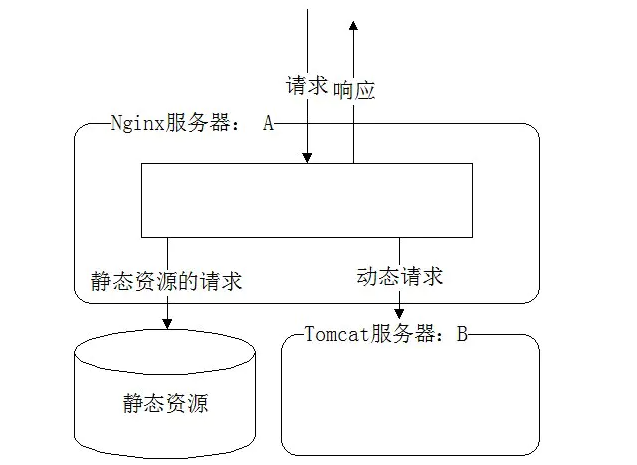 请求
响应
Nginx服务器： A
静态资源的请求
动态请求
Tomcat服务器：B
静态资源